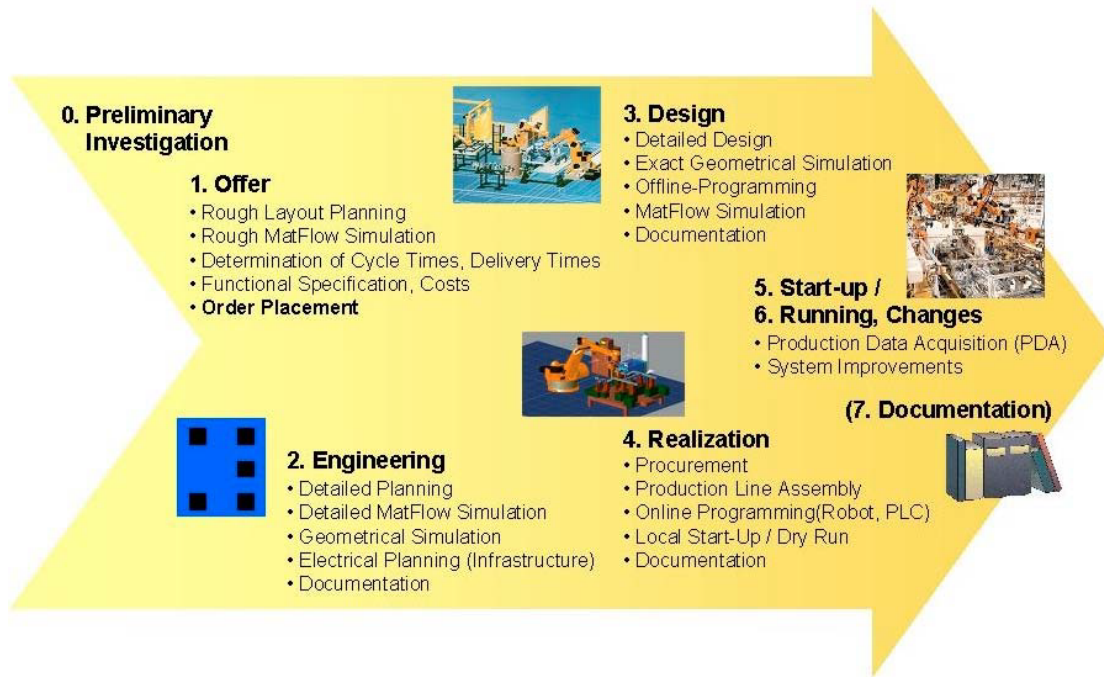 0. Preliminary
Investigation
1. Offer
• Rough Layout Planning
• Rough MatFlow Simulation
• Determination of Cycle Times, Delivery Times
• Functional Specification, Costs
• Order Placement
2. Engineering
• Detailed Planning
• Detailed MatFlow Simulation
• Geometrical Simulation
• Electrical Planning (Infrastructure)
• Documentation
3. Design
• Detailed Design
• Exact Geometrical Simulation
• Offline-Programming
• MatFlow Simulation
• Documentation
4. Realization
• Procurement
• Production Line Assembly
• Online Programming(Robot, PLC)
• Local Start-Up / Dry Run
• Documentation
5. Start-up /
6. Running, Changes
• Production Data Acquisition (PDA)
• System Improvements
(7. Documentation)